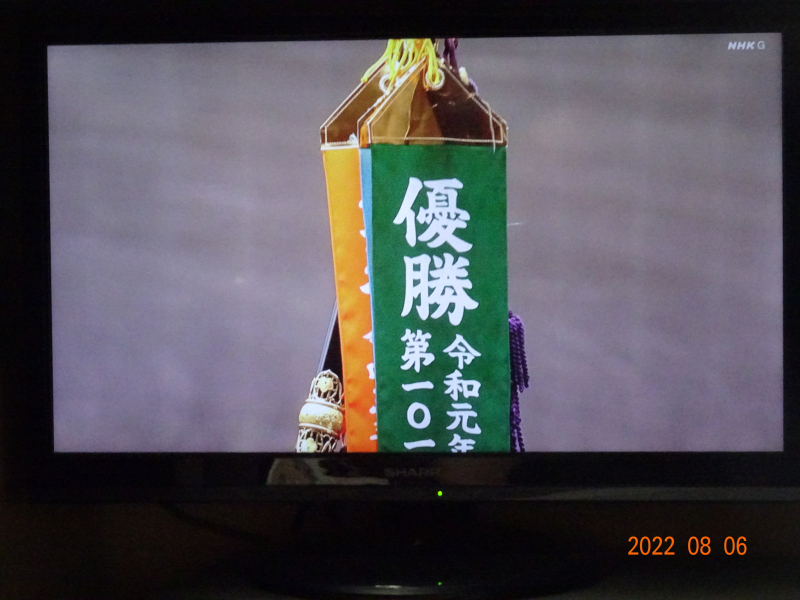 NHK G
優勝
令和元年
第一〇一
SHARP
2022 08 06